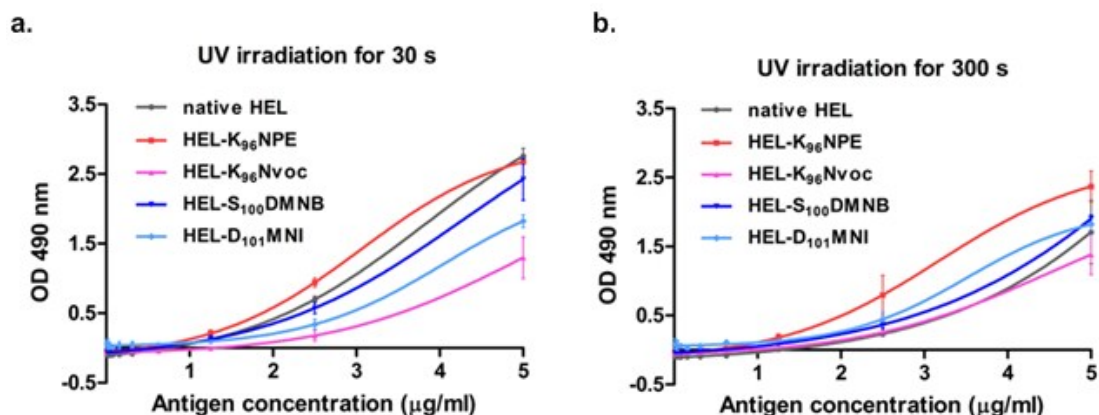 a.
UV irradiation for 30 s
3.5
2.5
1.5
0.5
-0.5
OD 490 nm
native HEL
HEL-K₉₆NPE
HEL-K₉₆Nvoc
HEL-S₁₀₀DMNB
HEL-D₁₀₁MNI
1 2 3 4 5
Antigen concentration (μg/ml)
b.
UV irradiation for 300 s
3.5
2.5
1.5
0.5
-0.5
OD 490 nm
native HEL
HEL-K₉₆NPE
HEL-K₉₆Nvoc
HEL-S₁₀₀DMNB
HEL-D₁₀₁MNI
1 2 3 4 5
Antigen concentration (μg/ml)